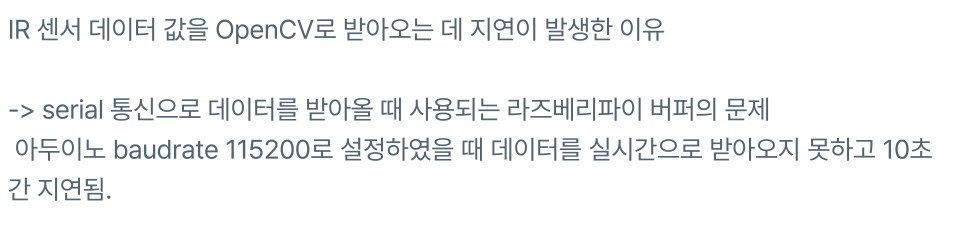 IR 센서 데이터 값을 OpenCV로 받아오는 데 지연이 발생한 이유
-> serial 통신으로 데이터를 받아올 때 사용되는 라즈베리파이 버퍼의 문제
아두이노 baudrate 115200로 설정하였을 때 데이터를 실시간으로 받아오지 못하고 10초
간 지연됨.